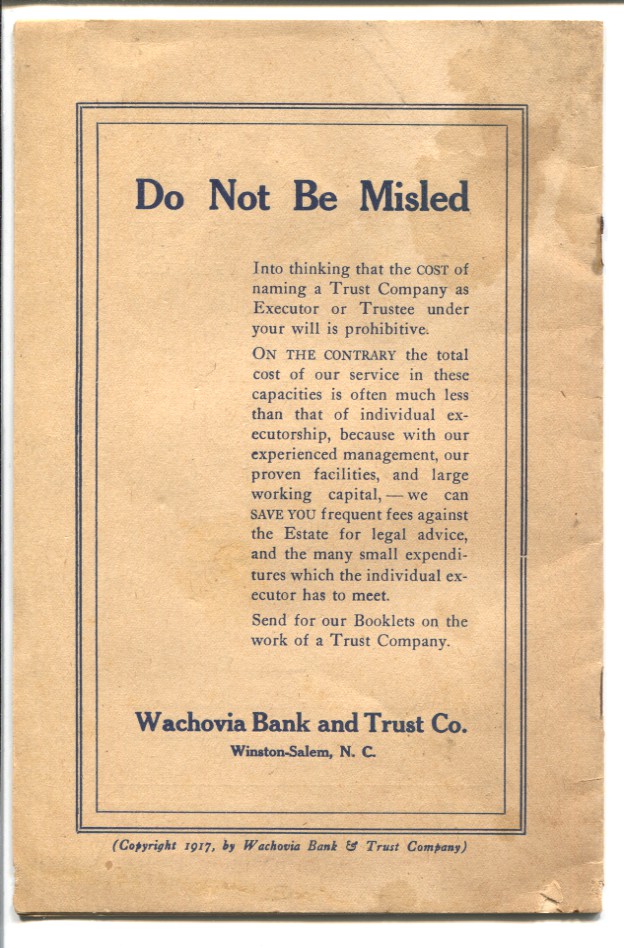 Do Not Be Misled
Into thinking that the COST of
naming a Trust Company as
Executor or Trustee under
your will is prohibitive.
ON THE CONTRARY the total
cost of our service in these
capacities is often much less
than that of individual ex-
ecutorship, because with our
experienced management, our
proven facilities, and large
working capital, — we can
SAVE YOU frequent fees against
the Estate for legal advice,
and the many small expendi-
tures which the individual ex-
ecutor has to meet.
Send for our Booklets on the
work of a Trust Company.
Wachovia Bank and Trust Co.
Winston-Salem, N. C.
(Copyright 1917, by Wachovia Bank & Trust Company)